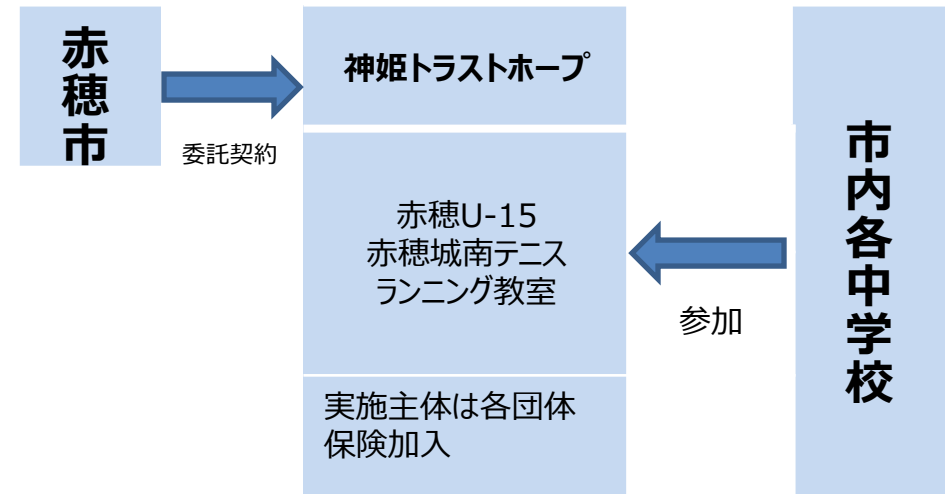 赤穂市
委託契約
神姫トラストホープ
赤穂U-15
赤穂城南テニス
ランニング教室
実施主体は各団体
保険加入
参加
市内各中学校